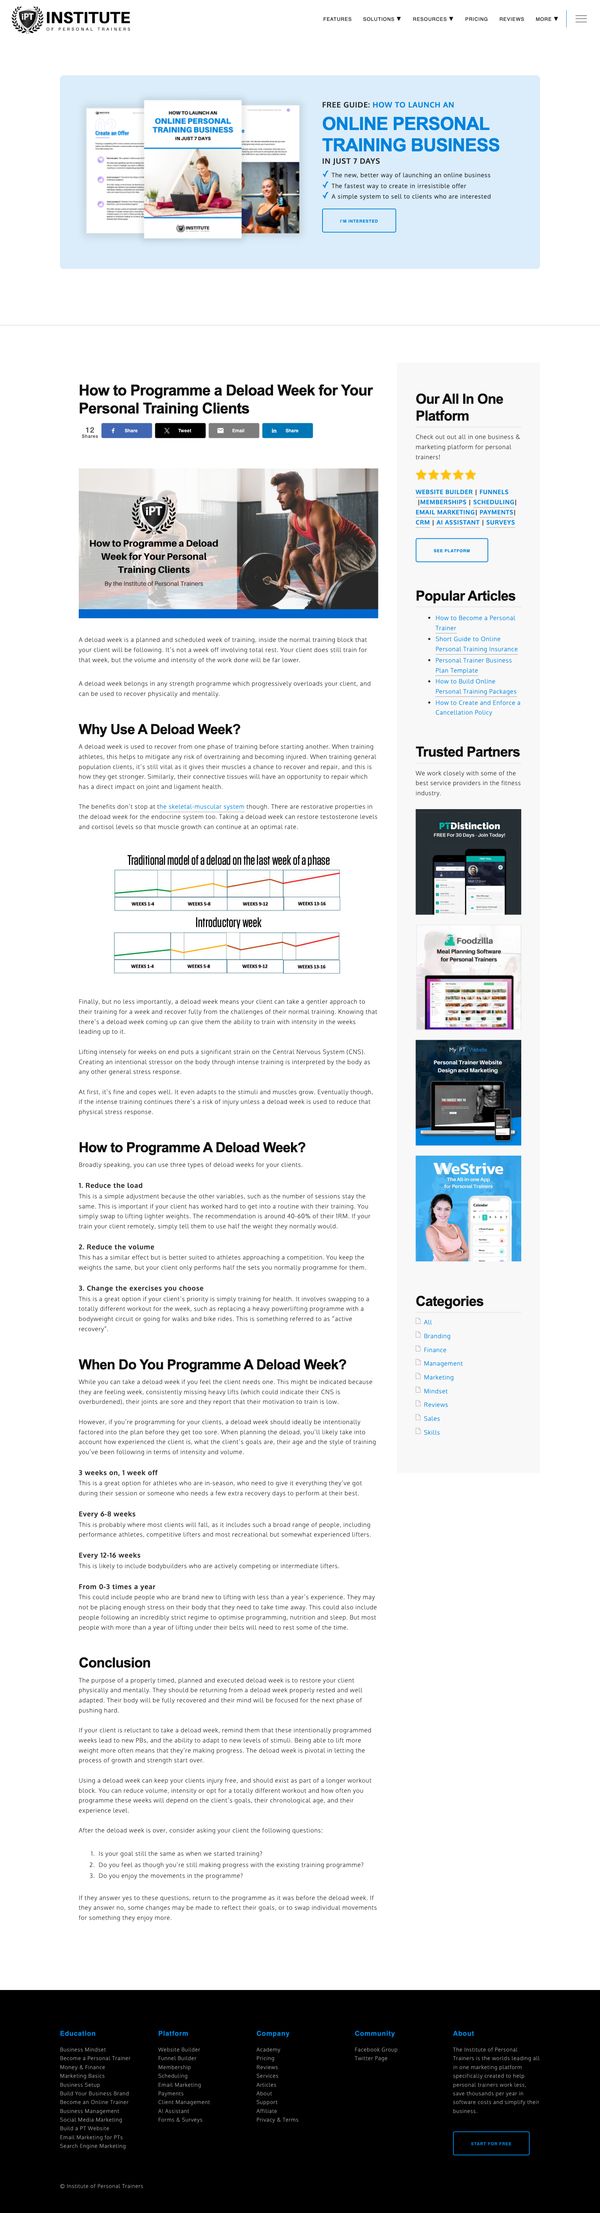 IPT
INSTITUTE
OF PERSONAL TRAINERS
FEATURES
SOLUTIONS ▼
RESOURCES ▼
PRICING
REVIEWS
MORE ▼
INSTITUTE
Create an Offer
HOW TO LAUNCH AN
ONLINE PERSONAL
TRAINING BUSINESS
IN JUST 7 DAYS
INSTITUTE
FREE GUIDE: HOW TO LAUNCH AN
ONLINE PERSONAL
TRAINING BUSINESS
IN JUST 7 DAYS
The new, better way of launching an online business
The fastest way to create in irresistible offer
A simple system to sell to clients who are interested
I'M INTERESTED
How to Programme a Deload Week for Your
Personal Training Clients
12
Shares
Share
Tweet
Email
Share
IPT
How to Programme a Deload
Week for Your Personal
Training Clients
By the Institute of Personal Trainers
A deload week is a planned and scheduled week of training, inside the normal training block that
your client will be following. It's not a week off involving total rest. Your client does still train for
that week, but the volume and intensity of the work done will be far lower.
A deload week belongs in any strength programme which progressively overloads your client, and
can be used to recover physically and mentally.
Why Use A Deload Week?
A deload week is used to recover from one phase of training before starting another. When training
athletes, this helps to mitigate any risk of overtraining and becoming injured. When training general
population clients, it's still vital as it gives their muscles a chance to recover and repair, and this is
how they get stronger. Similarly, their connective tissues will have an opportunity to repair which
has a direct impact on joint and ligament health.
The benefits don't stop at the skeletal-muscular system though. There are restorative properties in
the deload week for the endocrine system too. Taking a deload week can restore testosterone levels
and cortisol levels so that muscle growth can continue at an optimal rate.
Traditional model of a deload on the last week of a phase
WEEKS 1-4
WEEKS 5-8
WEEKS 9-12
WEEKS 13-16
Introductory week
WEEKS 1-4
WEEKS 5-8
WEEKS 9-12
WEEKS 13-16
Finally, but no less importantly, a deload week means your client can take a gentler approach to
their training for a week and recover fully from the challenges of their normal training. Knowing that
there's a deload week coming up can give them the ability to train with intensity in the weeks
leading up to it.
Lifting intensely for weeks on end puts a significant strain on the Central Nervous System (CNS).
Creating an intentional stressor on the body through intense training is interpreted by the body as
any other general stress response.
At first, it's fine and copes well. It even adapts to the stimuli and muscles grow. Eventually though,
if the intense training continues there's a risk of injury unless a deload week is used to reduce that
physical stress response.
How to Programme A Deload Week?
Broadly speaking, you can use three types of deload weeks for your clients.
1. Reduce the load
This is a simple adjustment because the other variables, such as the number of sessions stay the
same. This is important if your client has worked hard to get into a routine with their training. You
simply swap to lifting lighter weights. The recommendation is around 40-60% of their 1RM. If your
train your client remotely, simply tell them to use half the weight they normally would.
2. Reduce the volume
This has a similar effect but is better suited to athletes approaching a competition. You keep the
weights the same, but your client only performs half the sets you normally programme for them.
3. Change the exercises you choose
This is a great option if your client's priority is simply training for health. It involves swapping to a
totally different workout for the week, such as replacing a heavy powerlifting programme with a
bodyweight circuit or going for walks and bike rides. This is something referred to as "active
recovery".
When Do You Programme A Deload Week?
While you can take a deload week if you feel the client needs one. This might be indicated because
they are feeling week, consistently missing heavy lifts (which could indicate their CNS is
overburdened), their joints are sore and they report that their motivation to train is low.
However, if you're programming for your clients, a deload week should ideally be intentionally
factored into the plan before they get too sore. When planning the deload, you'll likely take into
account how experienced the client is, what the client's goals are, their age and the style of training
you've been following in terms of intensity and volume.
3 weeks on, 1 week off
This is a great option for athletes who are in-season, who need to give it everything they've got
during their session or someone who needs a few extra recovery days to perform at their best.
Every 6-8 weeks
This is probably where most clients will fall, as it includes such a broad range of people, including
performance athletes, competitive lifters and most recreational but somewhat experienced lifters.
Every 12-16 weeks
This is likely to include bodybuilders who are actively competing or intermediate lifters.
From 0-3 times a year
This could include people who are brand new to lifting with less than a year's experience. They may
not be placing enough stress on their body that they need to take time away. This could also include
people following an incredibly strict regime to optimise programming, nutrition and sleep. But most
people with more than a year of lifting under their belts will need to rest some of the time.
Conclusion
The purpose of a properly timed, planned and executed deload week is to restore your client
physically and mentally. They should be returning from a deload week properly rested and well
adapted. Their body will be fully recovered and their mind will be focused for the next phase of
pushing hard.
If your client is reluctant to take a deload week, remind them that these intentionally programmed
weeks lead to new PBs, and the ability to adapt to new levels of stimuli. Being able to lift more
weight more often means that they're making progress. The deload week is pivotal in letting the
process of growth and strength start over.
Using a deload week can keep your clients injury free, and should exist as part of a longer workout
block. You can reduce volume, intensity or opt for a totally different workout and how often you
programme these weeks will depend on the client's goals, their chronological age, and their
experience level.
After the deload week is over, consider asking your client the following questions:
1. Is your goal still the same as when we started training?
2. Do you feel as though you're still making progress with the existing training programme?
3. Do you enjoy the movements in the programme?
If they answer yes to these questions, return to the programme as it was before the deload week. If
they answer no, some changes may be made to reflect their goals, or to swap individual movements
for something they enjoy more.
Our All In One
Platform
Check out out all in one business &
marketing platform for personal
trainers!
WEBSITE BUILDER | FUNNELS
|MEMBERSHIPS | SCHEDULING|
EMAIL MARKETING| PAYMENTS|
CRM | AI ASSISTANT | SURVEYS
SEE PLATFORM
Popular Articles
How to Become a Personal
Trainer
Short Guide to Online
Personal Training Insurance
Personal Trainer Business
Plan Template
How to Build Online
Personal Training Packages
How to Create and Enforce a
Cancellation Policy
Trusted Partners
We work closely with some of the
best service providers in the fitness
industry.
PTDistinction
FREE For 30 Days - Join Today!
Foodzilla
Meal Planning Software
for Personal Trainers
My PT Website
Personal Trainer Website
Design and Marketing
WeStrive
The All-in-one App
for Personal Trainers
Calendar
Categories
All
Branding
Finance
Management
Marketing
Mindset
Reviews
Sales
Skills
Education
Business Mindset
Become a Personal Trainer
Money & Finance
Marketing Basics
Business Setup
Build Your Business Brand
Become an Online Trainer
Business Management
Social Media Marketing
Build a PT Website
Email Marketing for PTs
Search Engine Marketing
Platform
Website Builder
Funnel Builder
Membership
Scheduling
Email Marketing
Payments
Client Management
AI Assistant
Forms & Surveys
Company
Academy
Pricing
Reviews
Services
Articles
About
Support
Affiliate
Privacy & Terms
Community
Facebook Group
Twitter Page
About
The Institute of Personal
Trainers is the worlds leading all
in one marketing platform
specifically created to help
personal trainers work less,
save thousands per year in
software costs and simplify their
business.
START FOR FREE
© Institute of Personal Trainers